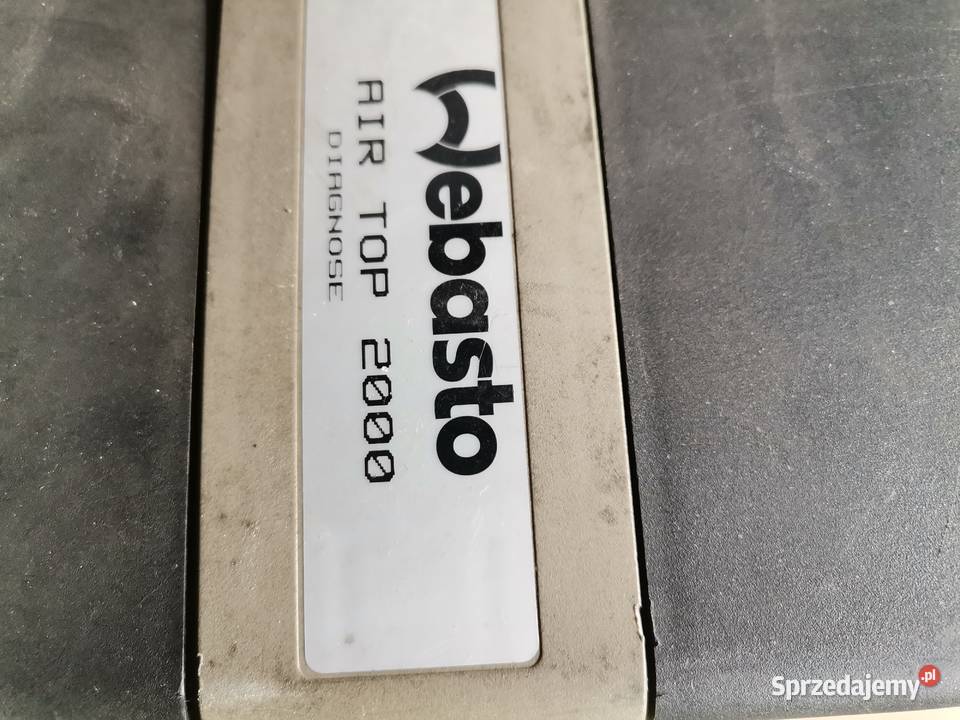 Webasto
AIR TOP 2000
DIAGNOSE
Sprzedajemy.pl